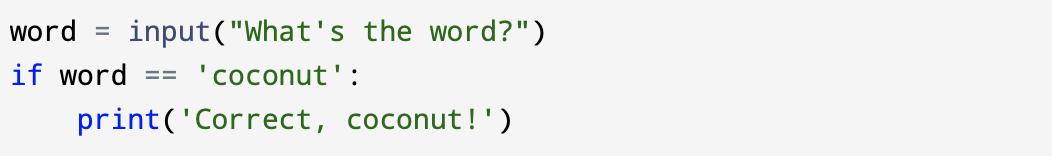 word = input("What's the word?")
if word == 'coconut':
    print('Correct, coconut!')